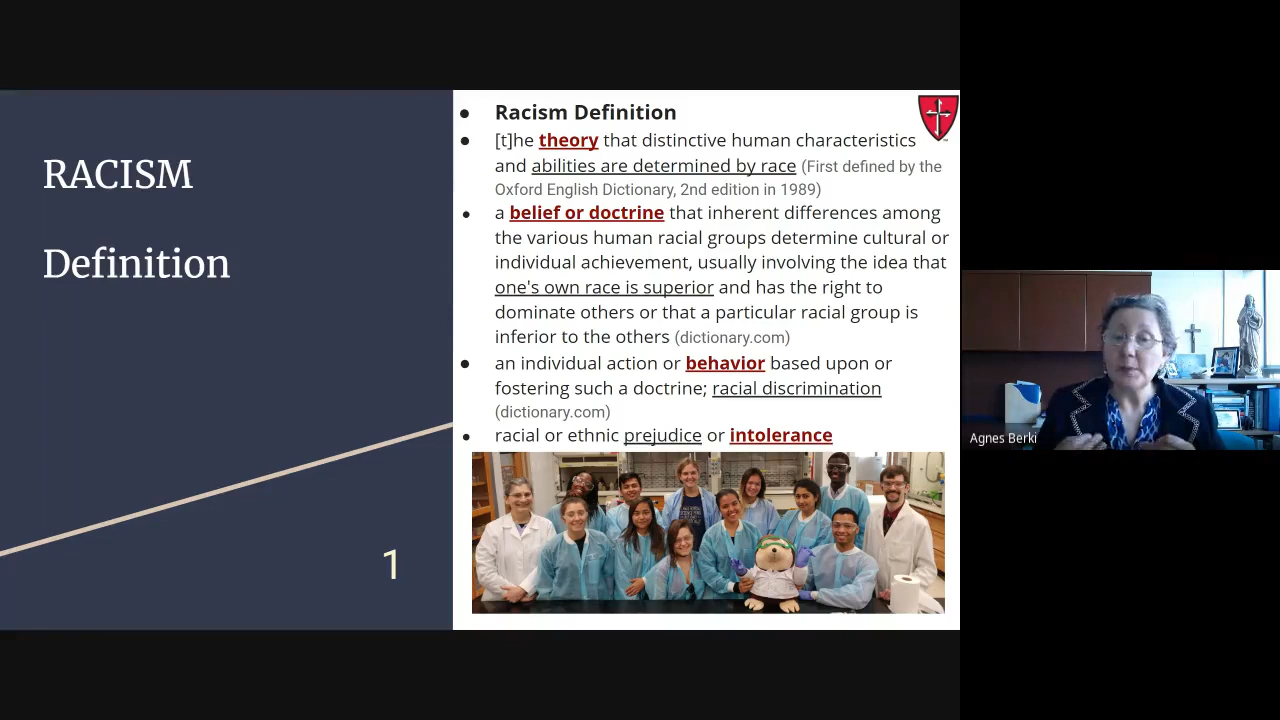 RACISM
Definition
1
● Racism Definition
● [t]he theory that distinctive human characteristics
and abilities are determined by race (First defined by the
Oxford English Dictionary, 2nd edition in 1989)
● a belief or doctrine that inherent differences among
the various human racial groups determine cultural or
individual achievement, usually involving the idea that
one's own race is superior and has the right to
dominate others or that a particular racial group is
inferior to the others (dictionary.com)
● an individual action or behavior based upon or
fostering such a doctrine; racial discrimination
(dictionary.com)
● racial or ethnic prejudice or intolerance
Agnes Berki